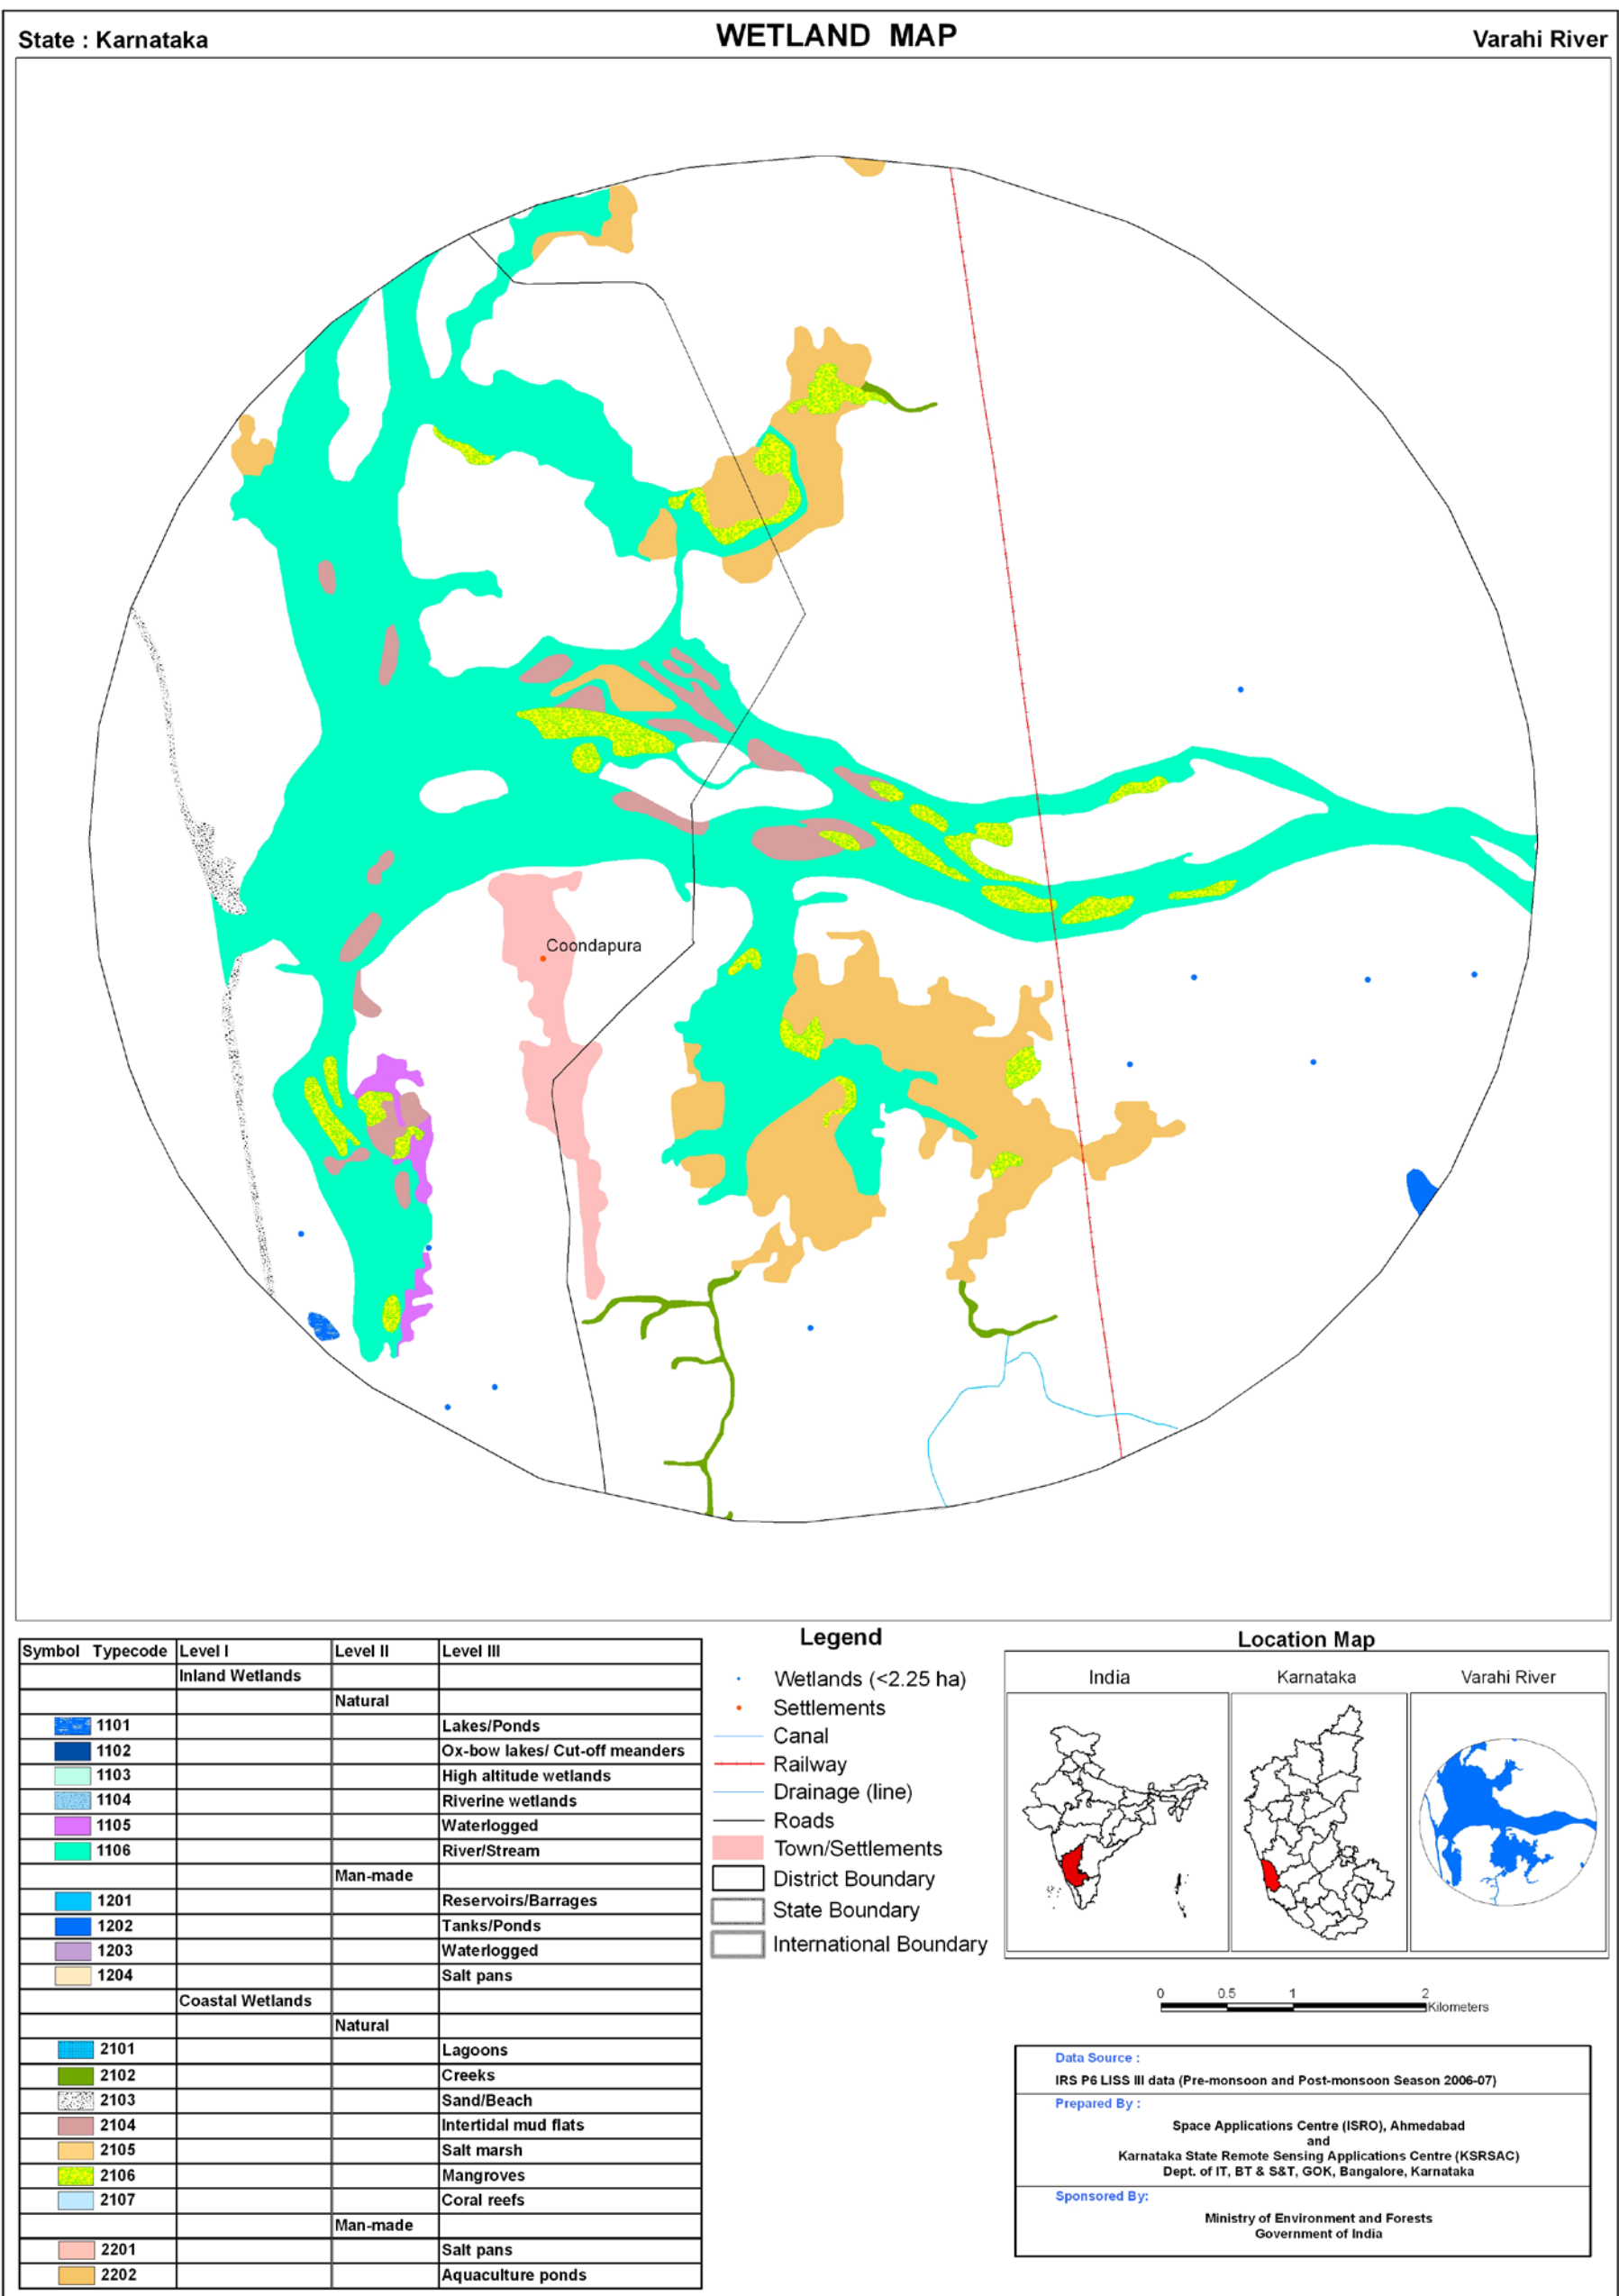 State : Karnataka
WETLAND MAP
Varahi River
Coondapura
Symbol Typecode Level I Level II Level III
Inland Wetlands
Natural
1101 Lakes/Ponds
1102 Ox-bow lakes/ Cut-off meanders
1103 High altitude wetlands
1104 Riverine wetlands
1105 Waterlogged
1106 River/Stream
Man-made
1201 Reservoirs/Barrages
1202 Tanks/Ponds
1203 Waterlogged
1204 Salt pans
Coastal Wetlands
Natural
2101 Lagoons
2102 Creeks
2103 Sand/Beach
2104 Intertidal mud flats
2105 Salt marsh
2106 Mangroves
2107 Coral reefs
Man-made
2201 Salt pans
2202 Aquaculture ponds
Legend
Wetlands (<2.25 ha)
Settlements
Canal
Railway
Drainage (line)
Roads
Town/Settlements
District Boundary
State Boundary
International Boundary
Location Map
India Karnataka Varahi River
0 0.5 1 2
Kilometers
Data Source :
IRS P6 LISS III data (Pre-monsoon and Post-monsoon Season 2006-07)
Prepared By :
Space Applications Centre (ISRO), Ahmedabad
and
Karnataka State Remote Sensing Applications Centre (KSRSAC)
Dept. of IT, BT & S&T, GOK, Bangalore, Karnataka
Sponsored By:
Ministry of Environment and Forests
Government of India